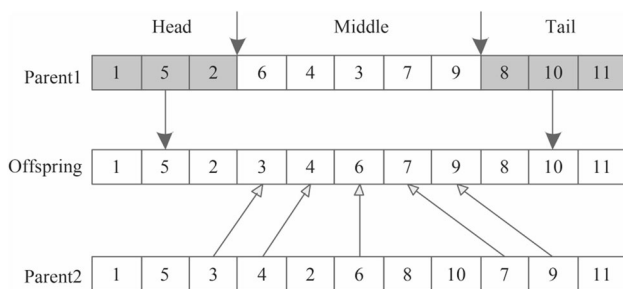 Head Middle Tail
Parent1 1 5 2 6 4 3 7 9 8 10 11
Offspring 1 5 2 3 4 6 7 9 8 10 11
Parent2 1 5 3 4 2 6 8 10 7 9 11